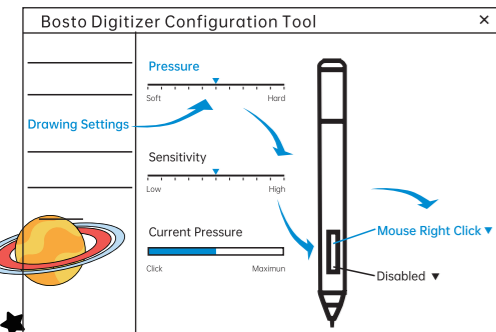 Bosto Digitizer Configuration Tool ×
Pressure
Soft Hard
Drawing Settings
Sensitivity
Low High
Current Pressure
Click Maximun
Mouse Right Click ▼
Disabled ▼